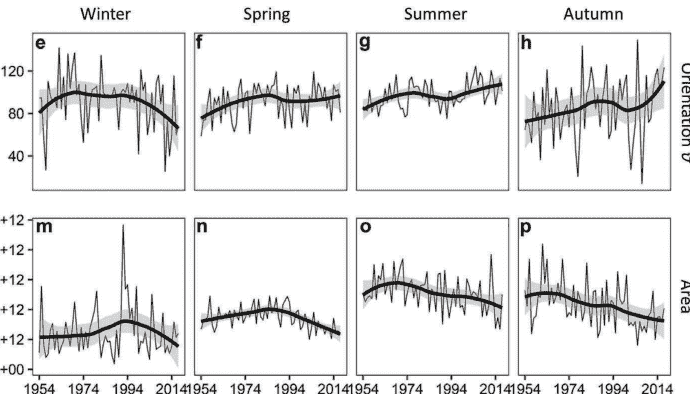 Winter Spring Summer Autumn
e f g h
120
80
40
Orientation
m n o p
+12
+12
+12
+12
+12
+00
Area
1954 1974 1994 2014 1954 1974 1994 2014 1954 1974 1994 2014 1954 1974 1994 2014